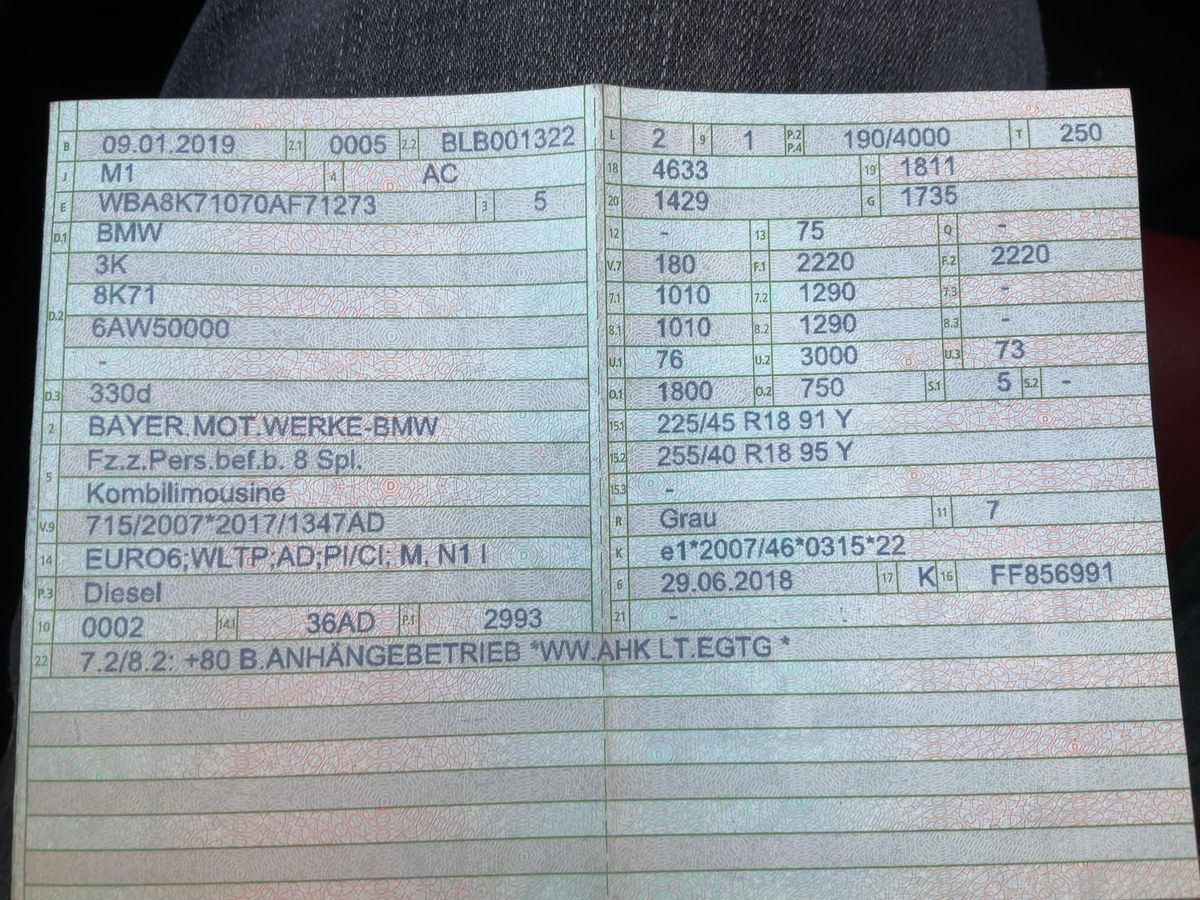 B 09.01.2019 2.1 0005 2.2 BLB001322
J M1 4 AC
E WBA8K71070AF71273 3 5
D.1 BMW
3K
D.2 8K71
6AW50000
-
D.3 330d
2 BAYER.MOT.WERKE-BMW
5 Fz.z.Pers.bef.b. 8 Spl.
Kombilimousine
V.9 715/2007*2017/1347AD
14 EURO6;WLTP;AD;PI/CI; M, N1 I
P.3 Diesel
10 0002 14.1 36AD P.1 2993
L 2 9 1 P.2 P.4 190/4000 T 250
18 4633 19 1811
20 1429 G 1735
12 - 13 75 Q -
V.7 180 F.1 2220 F.2 2220
7.1 1010 7.2 1290 7.3 -
8.1 1010 8.2 1290 8.3 -
U.1 76 U.2 3000 U.3 73
O.1 1800 O.2 750 S.1 5 S.2 -
15.1 225/45 R18 91 Y
15.2 255/40 R18 95 Y
15.3 -
R Grau 11 7
K e1*2007/46*0315*22
6 29.06.2018 17 K 16 FF856991
21 -
22 7.2/8.2: +80 B.ANHÄNGEBETRIEB *WW.AHK LT.EGTG *